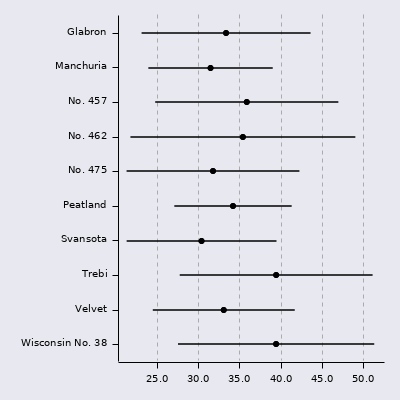 Glabron
Manchuria
No. 457
No. 462
No. 475
Peatland
Svansota
Trebi
Velvet
Wisconsin No. 38
25.0 30.0 35.0 40.0 45.0 50.0